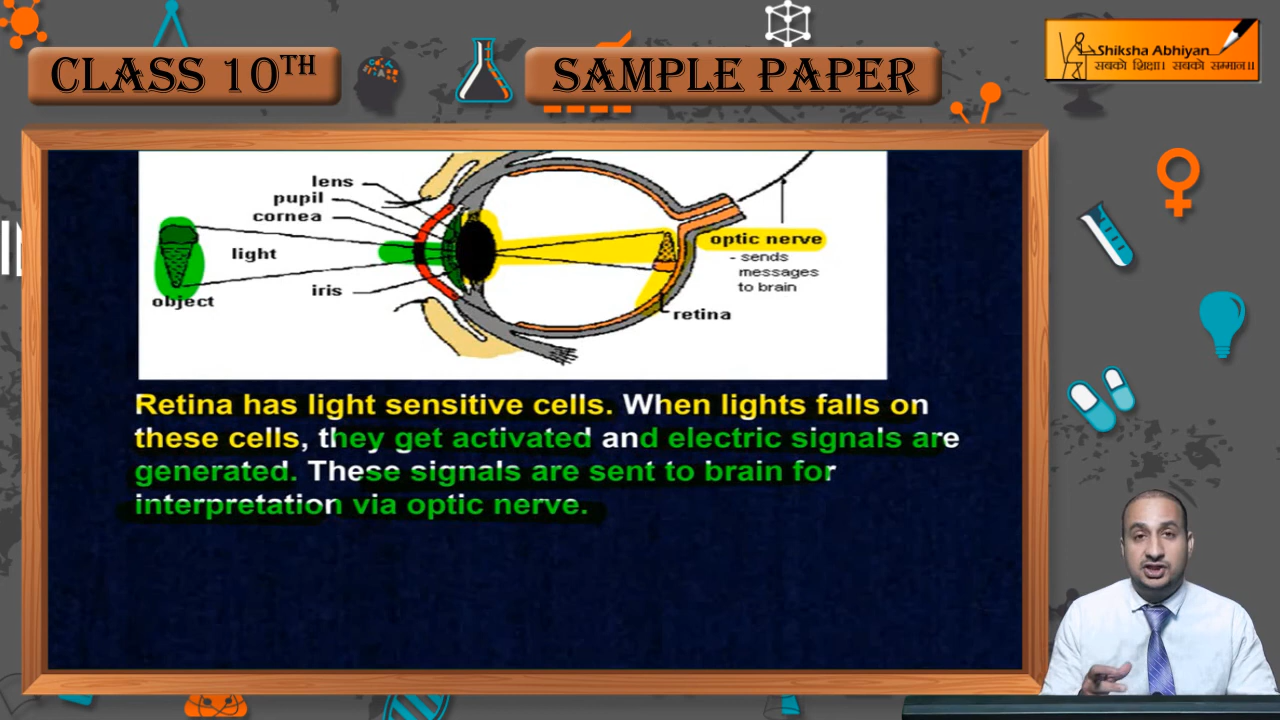 CLASS 10TH
SAMPLE PAPER
Shiksha Abhiyan
सबको शिक्षा। सबको सम्मान॥
lens
pupil
cornea
light
iris
object
optic nerve
- sends
messages
to brain
retina
Retina has light sensitive cells. When lights falls on
these cells, they get activated and electric signals are
generated. These signals are sent to brain for
interpretation via optic nerve.